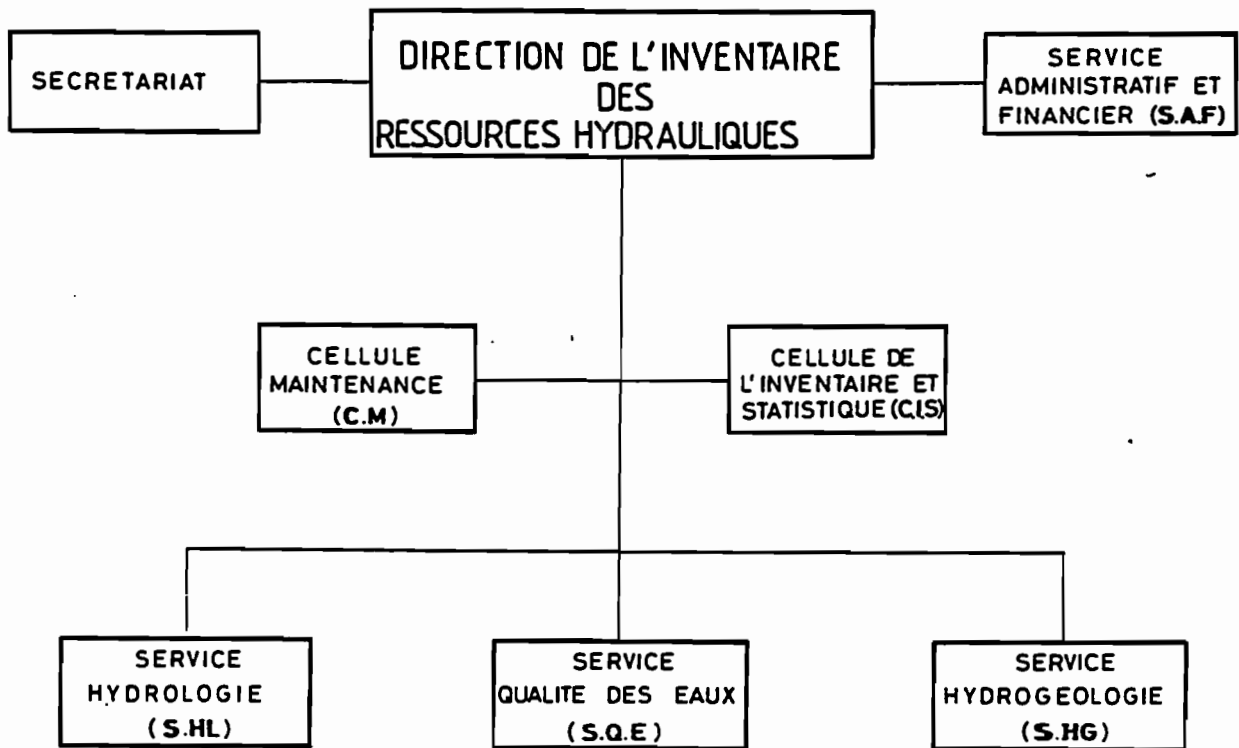 SECRETARIAT
DIRECTION DE L'INVENTAIRE
DES
RESSOURCES HYDRAULIQUES
SERVICE
ADMINISTRATIF ET
FINANCIER (S.A.F)
CELLULE
MAINTENANCE
(C.M)
CELLULE DE
L'INVENTAIRE ET
STATISTIQUE (C.I.S)
SERVICE
HYDROLOGIE
(S.HL)
SERVICE
QUALITE DES EAUX
(S.Q.E)
SERVICE
HYDROGEOLOGIE
(S.HG)